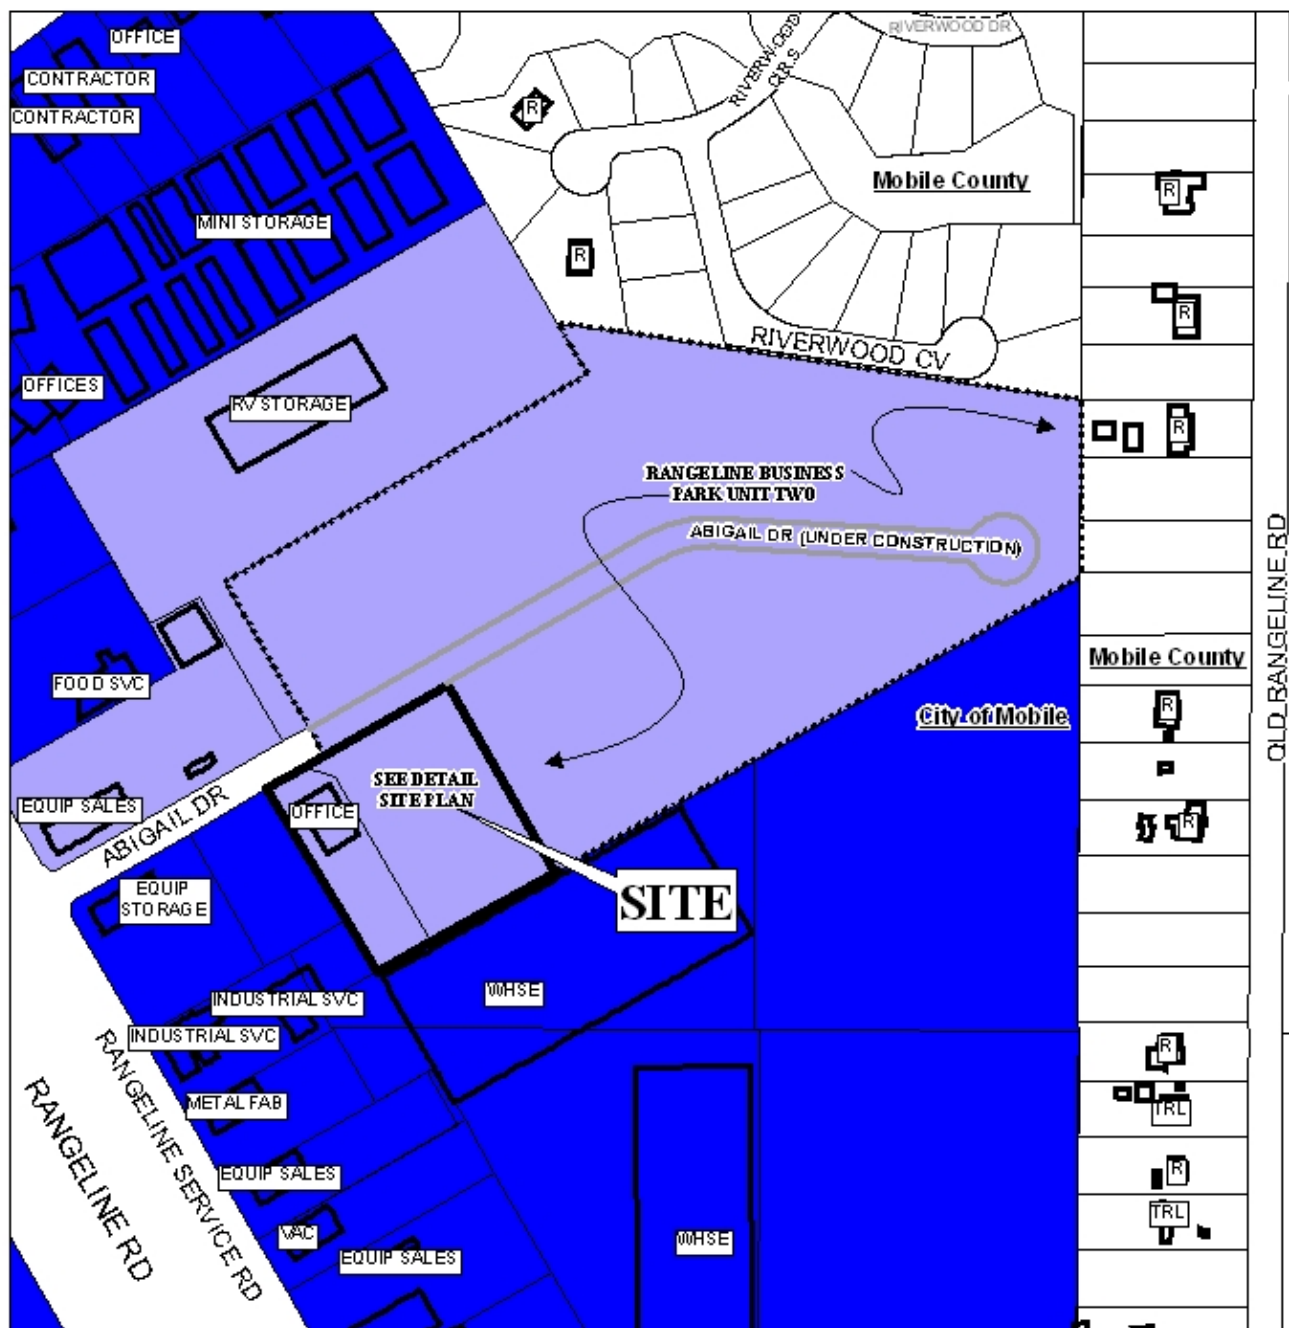 OFFICE
RIVERWOOD DR
RIVERWOOD
CIR S
CONTRACTOR
CONTRACTOR
R
Mobile County
R
MINI STORAGE
R
R
RIVERWOOD CV
OFFICES
RV STORAGE
R
RANGELINE BUSINESS
PARK UNIT TWO
ABIGAIL DR (UNDER CONSTRUCTION)
OLD RANGELINE RD
Mobile County
FOOD SVC
R
City of Mobile
SEE DETAIL
SITE PLAN
EQUIP SALES
OFFICE
ABIGAIL DR
R
EQUIP
STORAGE
SITE
WHSE
INDUSTRIAL SVC
INDUSTRIAL SVC
R
METAL FAB
TRL
RANGELINE RD
RANGELINE SERVICE RD
EQUIP SALES
R
TRL
VAC
EQUIP SALES
WHSE